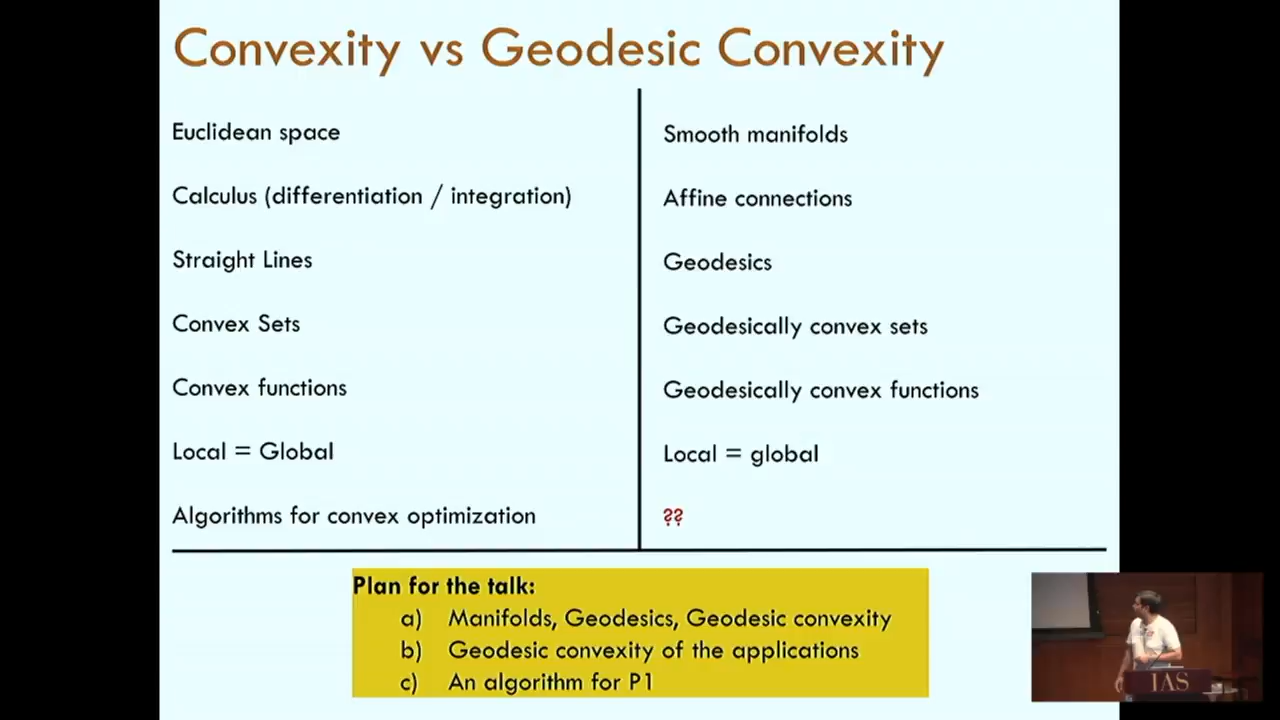 Convexity vs Geodesic Convexity
Euclidean space
Smooth manifolds
Calculus (differentiation / integration)
Affine connections
Straight Lines
Geodesics
Convex Sets
Geodesically convex sets
Convex functions
Geodesically convex functions
Local = Global
Local = global
Algorithms for convex optimization
??
Plan for the talk:
a) Manifolds, Geodesics, Geodesic convexity
b) Geodesic convexity of the applications
c) An algorithm for P1
IAS